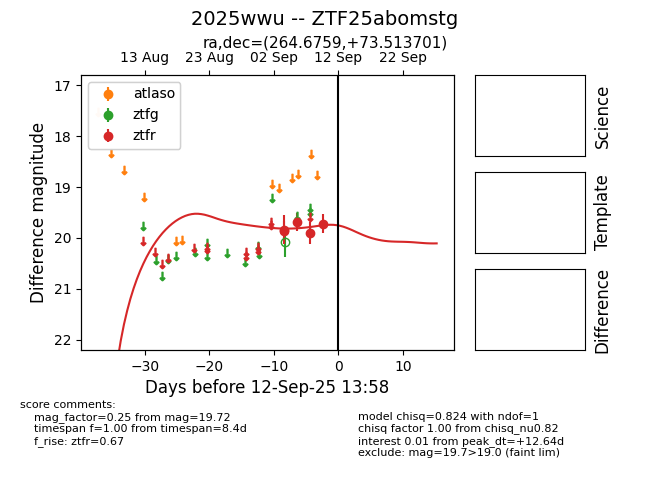 2025wwu -- ZTF25abomstg
ra,dec=(264.6759,+73.513701)
13 Aug 23 Aug 02 Sep 12 Sep 22 Sep
17
18
19
20
21
22
Difference magnitude
atlaso
ztfg
ztfr
−30 −20 −10 0 10
Days before 12-Sep-25 13:58
Science
Template
Difference
score comments:
mag_factor=0.25 from mag=19.72
timespan f=1.00 from timespan=8.4d
f_rise: ztfr=0.67
model chisq=0.824 with ndof=1
chisq factor 1.00 from chisq_nu0.82
interest 0.01 from peak_dt=+12.64d
exclude: mag=19.7>19.0 (faint lim)